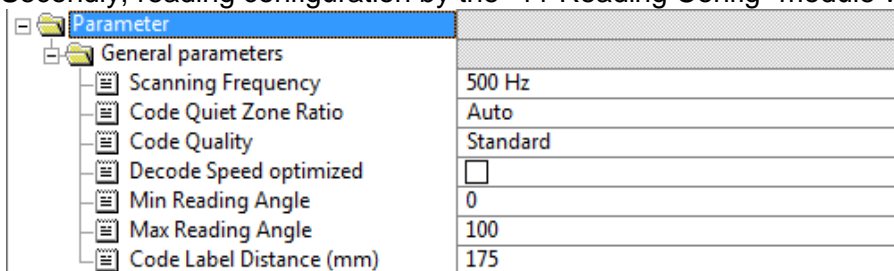 Parameter
General parameters
Scanning Frequency 500 Hz
Code Quiet Zone Ratio Auto
Code Quality Standard
Decode Speed optimized
Min Reading Angle 0
Max Reading Angle 100
Code Label Distance (mm) 175